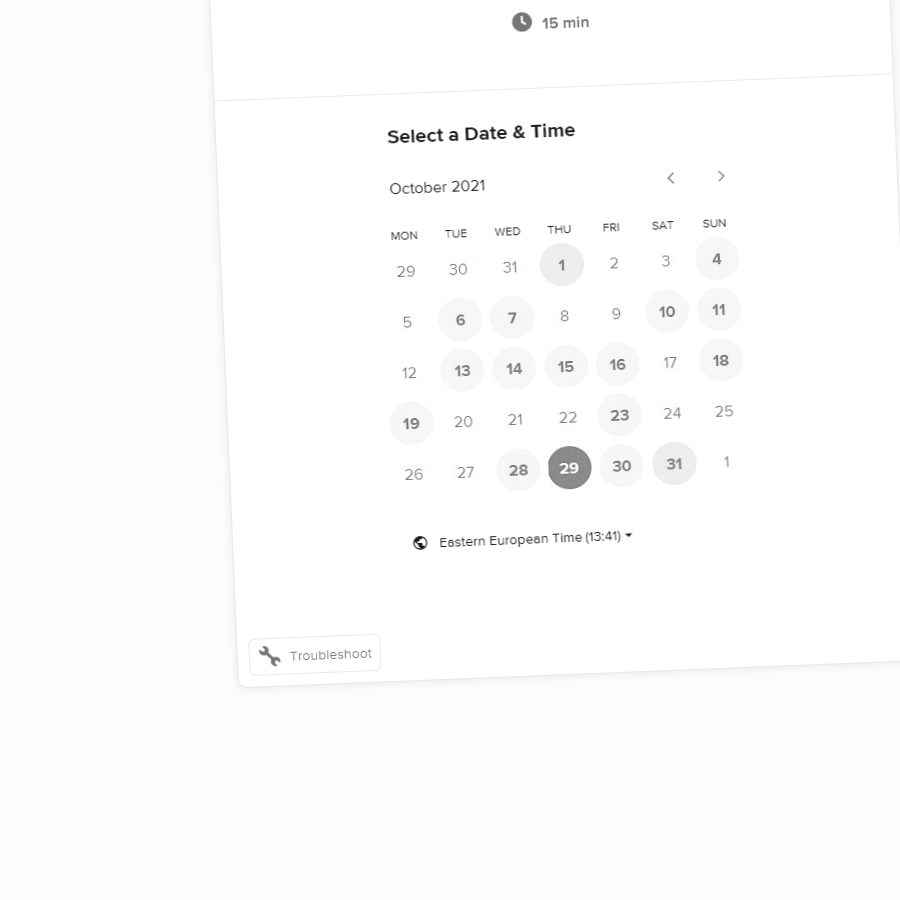 15 min
Select a Date & Time
October 2021
MON TUE WED THU FRI SAT SUN
29 30 31 1 2 3 4
5 6 7 8 9 10 11
12 13 14 15 16 17 18
19 20 21 22 23 24 25
26 27 28 29 30 31 1
Eastern European Time (13:41)
Troubleshoot